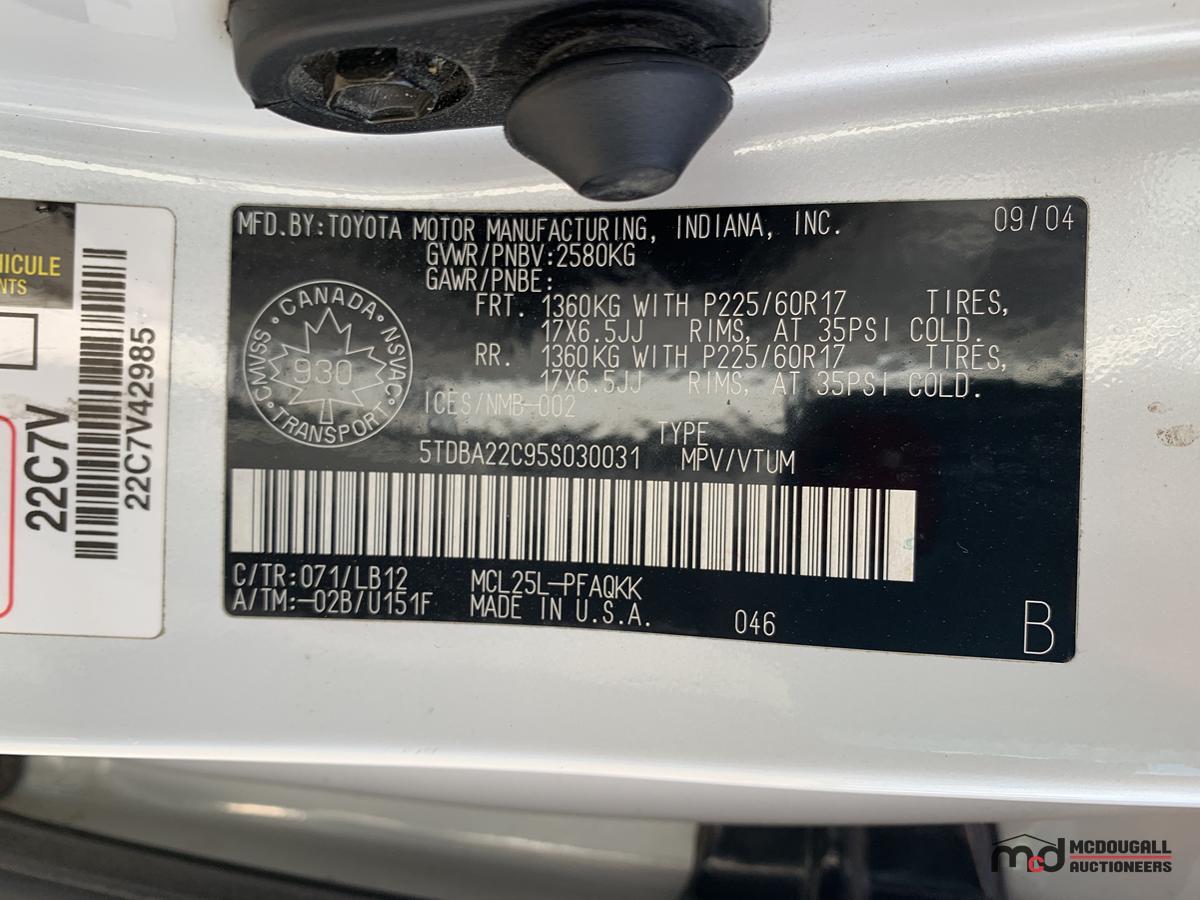 MFD.BY:TOYOTA MOTOR MANUFACTURING, INDIANA, INC. 09/04
GVWR/PNBV:2580KG
GAWR/PNBE:
FRT. 1360KG WITH P225/60R17 TIRES,
17X6.5JJ RIMS, AT 35PSI COLD.
RR. 1360KG WITH P225/60R17 TIRES,
17X6.5JJ RIMS, AT 35PSI COLD.
ICES/NMB-002
CANADA
CMVSS NSVAC
930
TRANSPORT
TYPE
5TDBA22C95S030031 MPV/VTUM
C/TR:071/LB12 MCL25L-PFAQKK
A/TM:-02B/U151F MADE IN U.S.A. 046 B
22C7V
22C7V42985
mcd MCDOUGALL
AUCTIONEERS